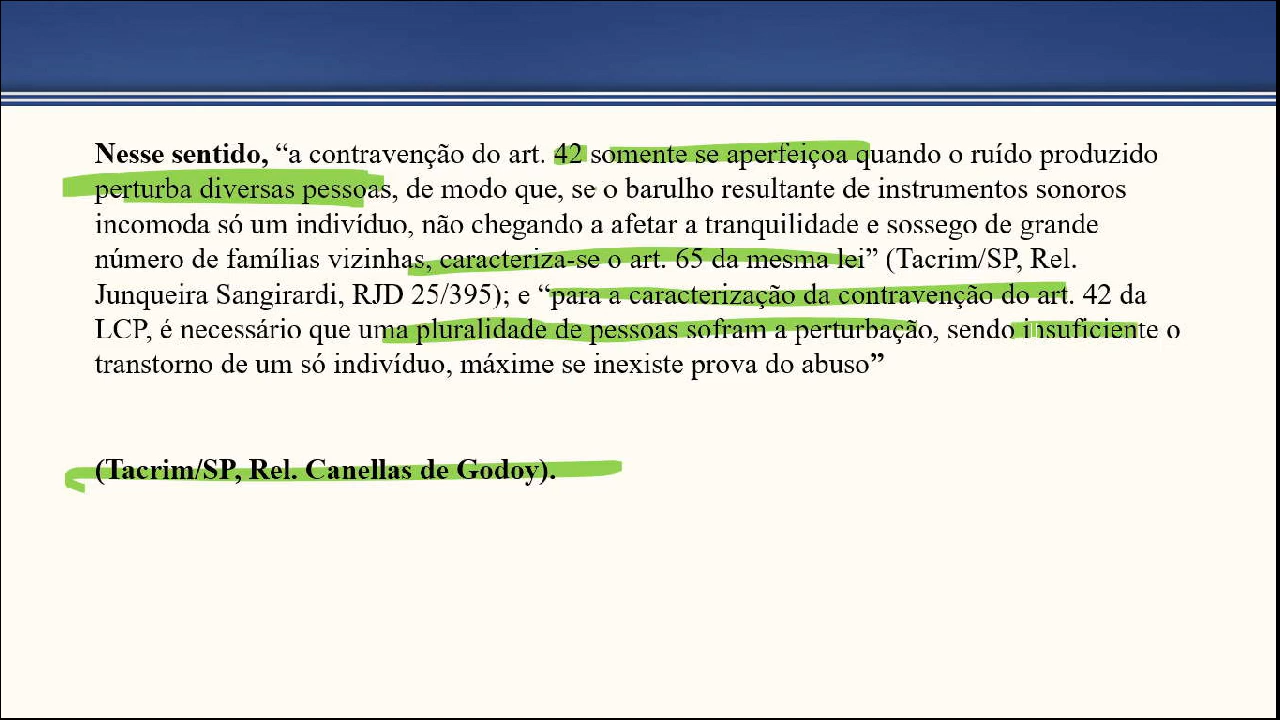 Nesse sentido, “a contravenção do art. 42 somente se aperfeiçoa quando o ruído produzido
perturba diversas pessoas, de modo que, se o barulho resultante de instrumentos sonoros
incomoda só um indivíduo, não chegando a afetar a tranquilidade e sossego de grande
número de famílias vizinhas, caracteriza-se o art. 65 da mesma lei” (Tacrim/SP, Rel.
Junqueira Sangirardi, RJD 25/395); e “para a caracterização da contravenção do art. 42 da
LCP, é necessário que uma pluralidade de pessoas sofram a perturbação, sendo insuficiente o
transtorno de um só indivíduo, máxime se inexiste prova do abuso”
(Tacrim/SP, Rel. Canellas de Godoy).